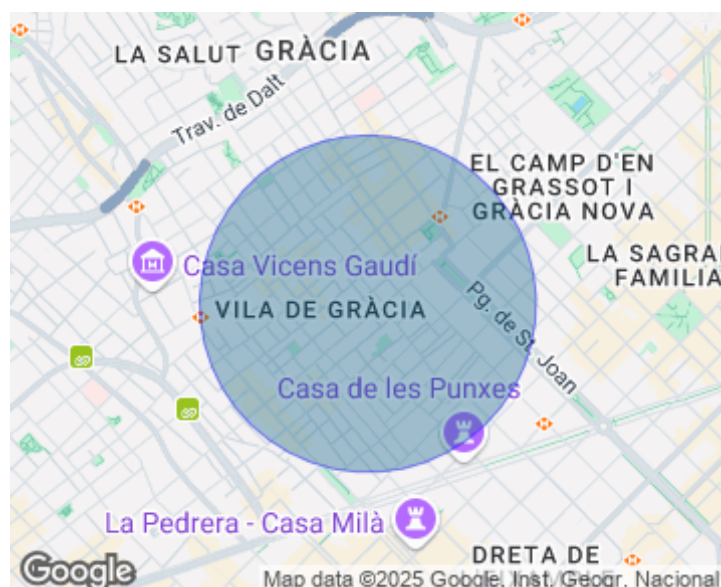 LA SALUT
GRÀCIA
Trav. de Dalt
EL CAMP D'EN
GRASSOT I
GRÀCIA NOVA
LA SAGRA
FAMILIA
Casa Vicens Gaudí
VILA DE GRÀCIA
Pg. de St. Joan
Casa de les Punxes
La Pedrera - Casa Milà
DRETA DE
Google
Map data ©2025 Google, Inst. Geogr. Nacional